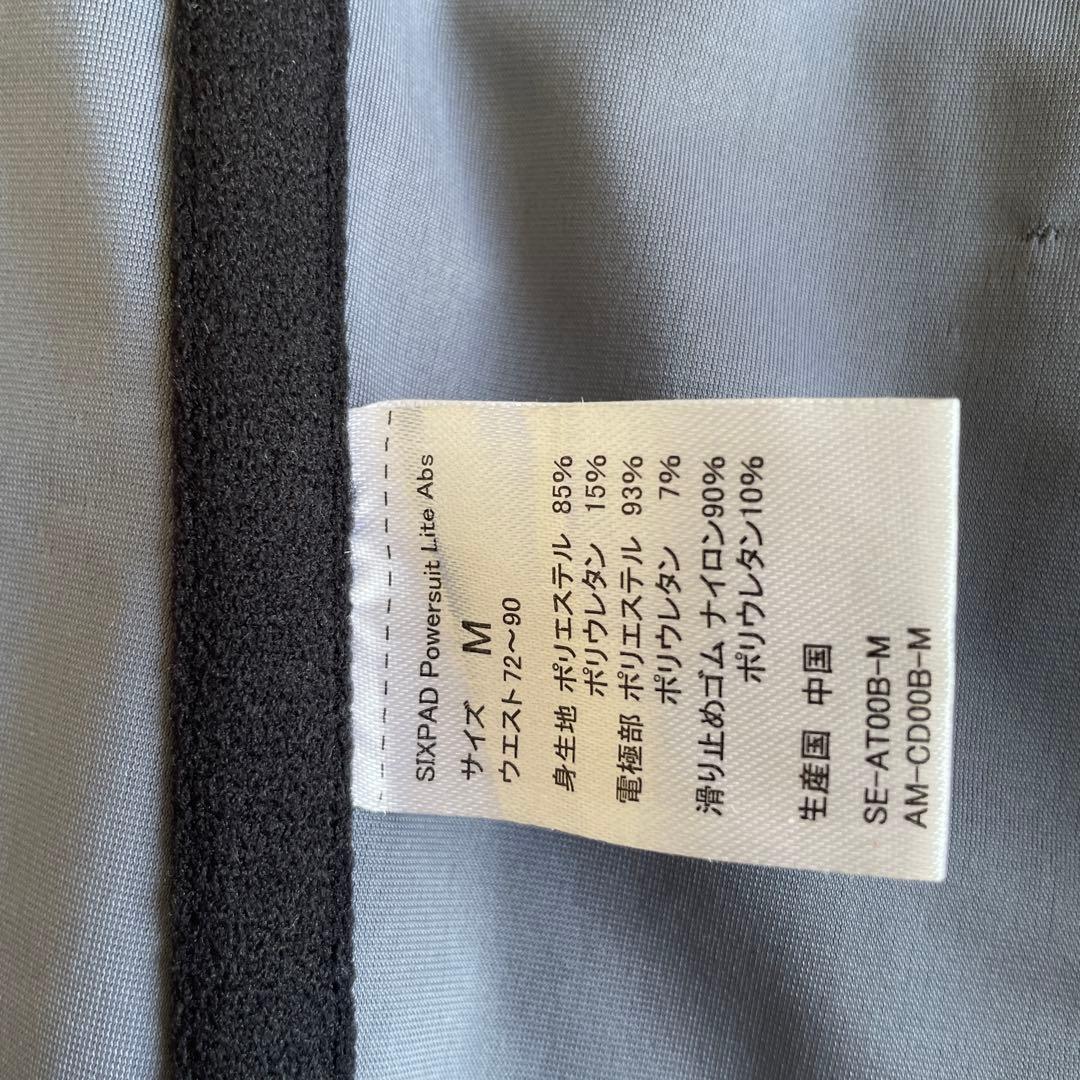 SIXPAD Powersuit Lite Abs
サイズ M
ウエスト72～90
身生地 ポリエステル 85%
ポリウレタン 15%
電極部 ポリエステル 93%
ポリウレタン 7%
滑り止めゴム ナイロン90%
ポリウレタン10%
生産国 中国
SE-AT00B-M
AM-CD00B-M